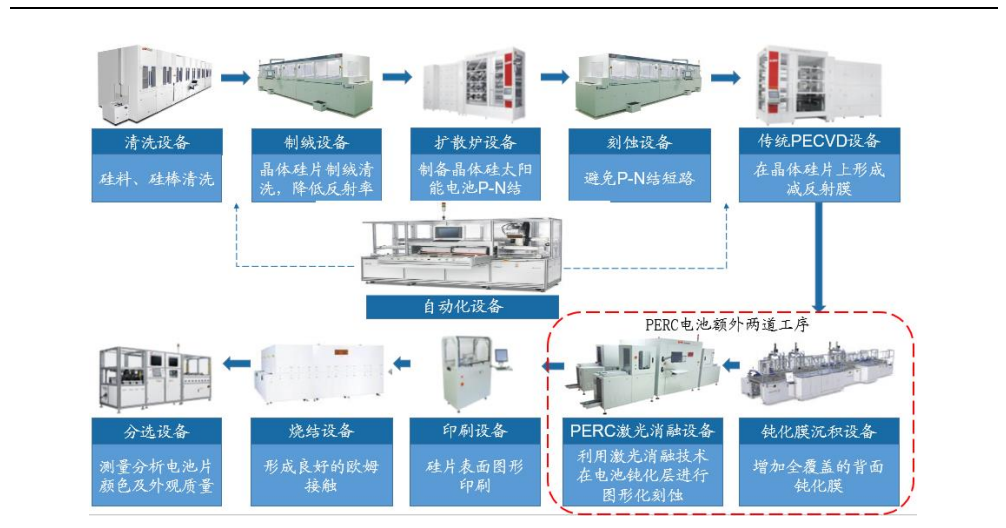 清洗设备
硅料、硅棒清洗
制绒设备
晶体硅片制绒清
洗，降低反射率
扩散炉设备
制备晶体硅太阳
能电池P-N结
刻蚀设备
避免P-N结短路
传统PECVD设备
在晶体硅片上形成
减反射膜
自动化设备
PERC电池额外两道工序
分选设备
测量分析电池片
颜色及外观质量
烧结设备
形成良好的欧姆
接触
印刷设备
硅片表面图形
印刷
PERC激光消融设备
利用激光消融技术
在电池钝化层进行
图形化刻蚀
钝化膜沉积设备
增加全覆盖的背面
钝化膜